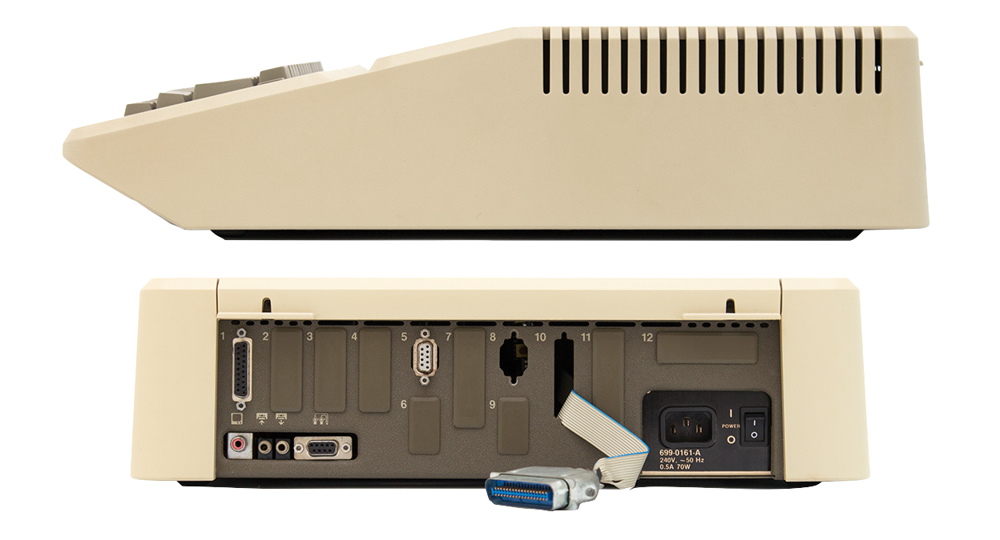 1 2 3 4 5 7 8 10 11 12
6 9
I
POWER
O
I
O
699-0161-A
240V, ~50 Hz
0.5A 70W